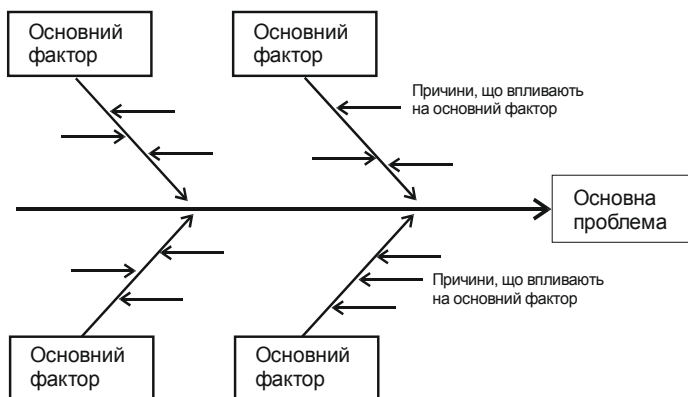 Основний
фактор
Основний
фактор
Причини, що впливають
на основний фактор
Основна
проблема
Причини, що впливають
на основний фактор
Основний
фактор
Основний
фактор